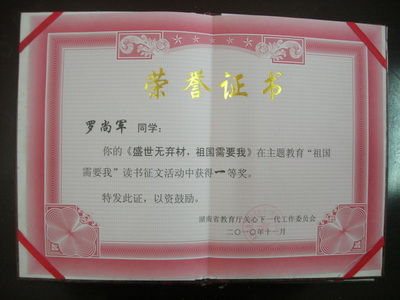 荣誉证书
罗尚军 同学:
你的《盛世无弃材，祖国需要我》在主题教育“祖国
需要我”读书征文活动中获得一等奖。
特发此证，以资鼓励。
湖南省教育厅关心下一代工作委员会
二〇一〇年十一月